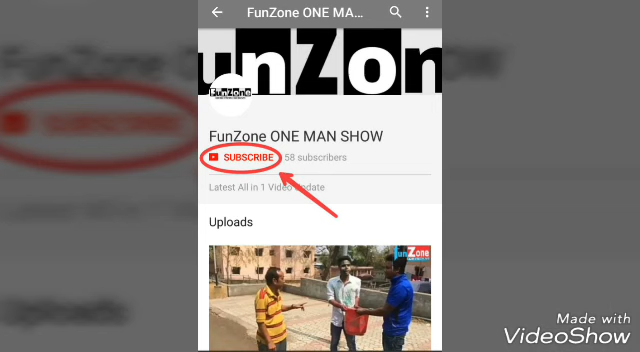 FunZone ONE MA...
unZon
FunZone
FunZone ONE MAN SHOW
SUBSCRIBE
58 subscribers
Latest All in 1 Video Update
Uploads
FunZone
Made with
VideoShow